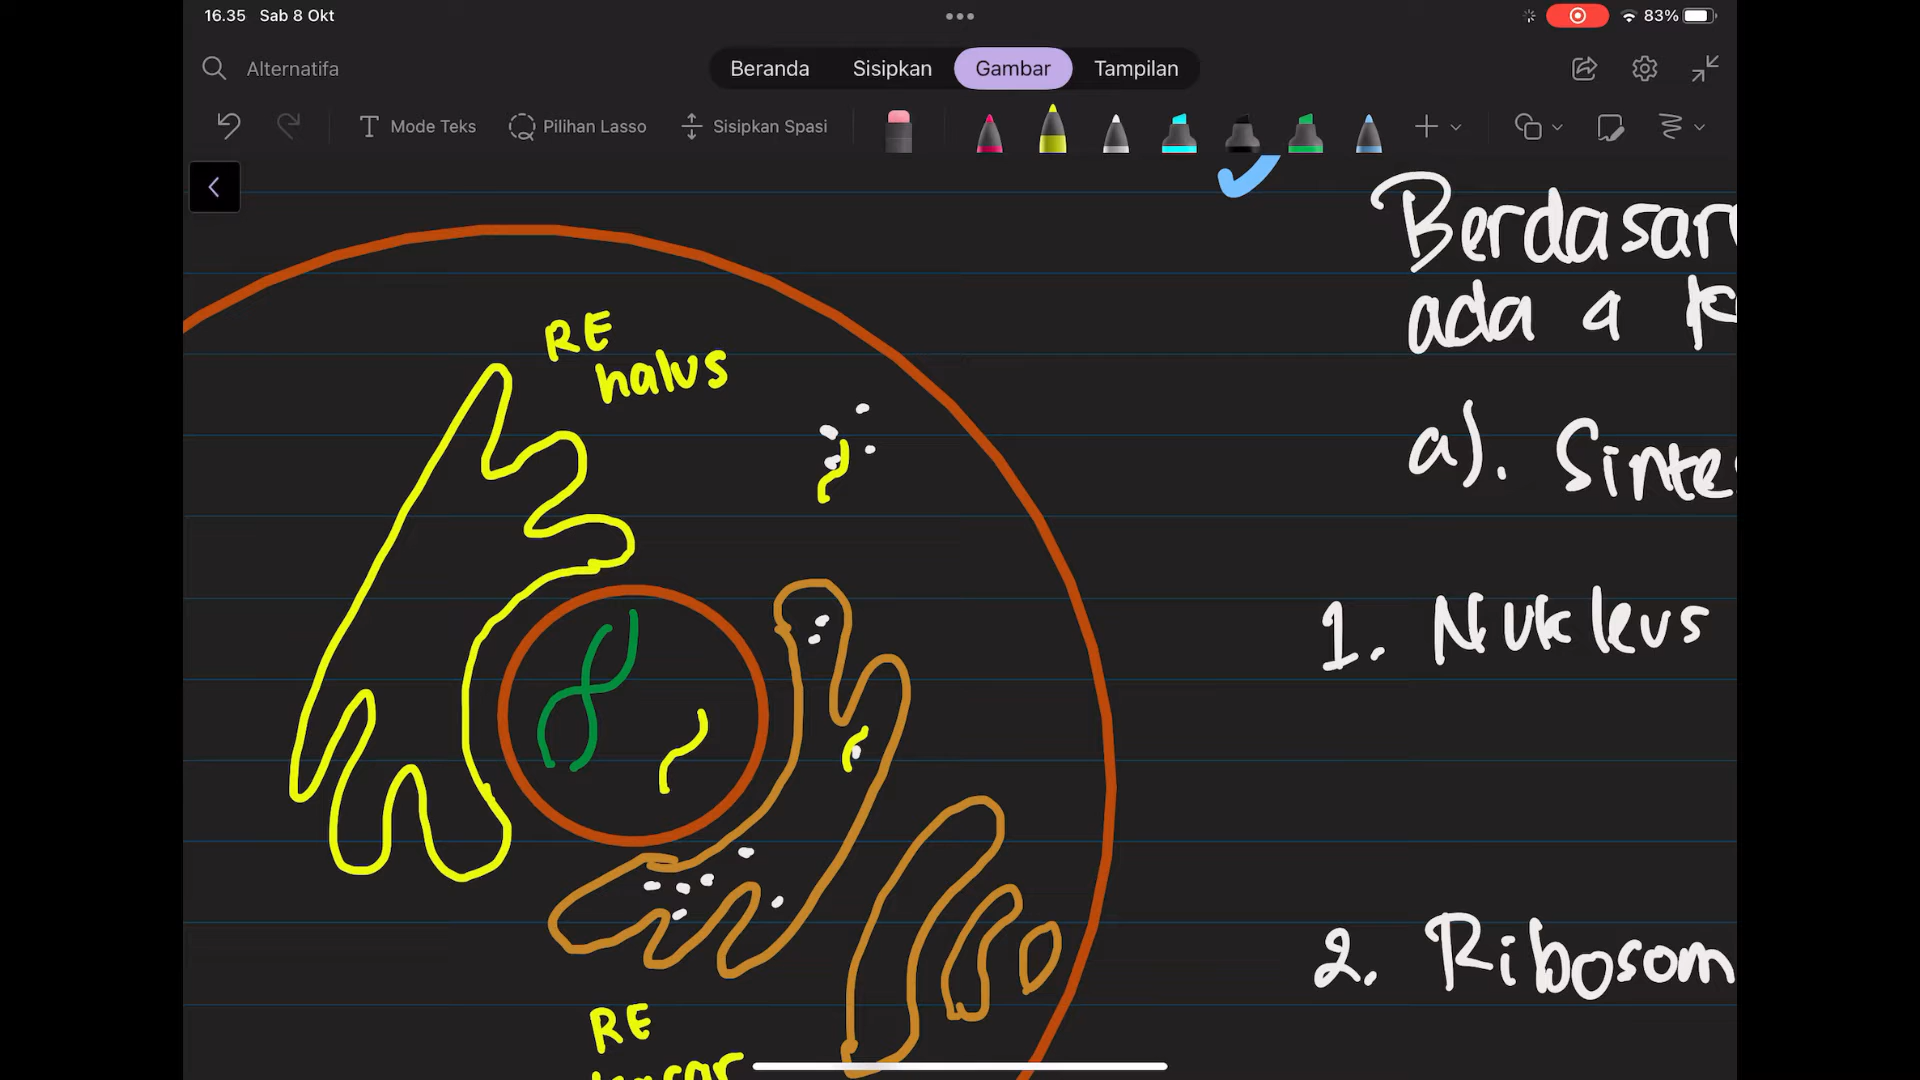 16.35 Sab 8 Okt
83%
Alternatifa
Beranda Sisipkan Gambar Tampilan
Mode Teks Pilihan Lasso Sisipkan Spasi
RE
halus
RE
Berdasar
ada 4
a). Sinte
1. Nukleus
2. Ribosom